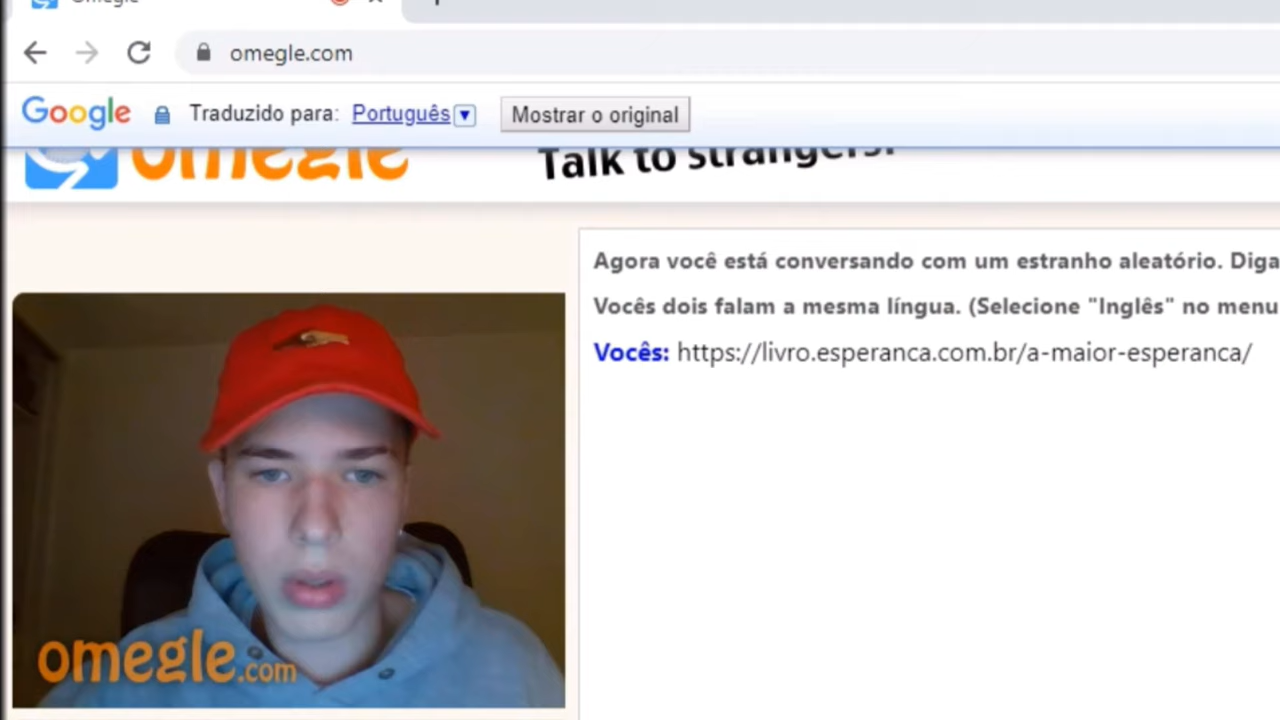 Omegle
omegle.com
Google Traduzido para: Português Mostrar o original
omegle Talk to strangers!
Agora você está conversando com um estranho aleatório. Diga
Vocês dois falam a mesma língua. (Selecione "Inglês" no menu
Vocês: https://livro.esperanca.com.br/a-maior-esperanca/
omegle.com